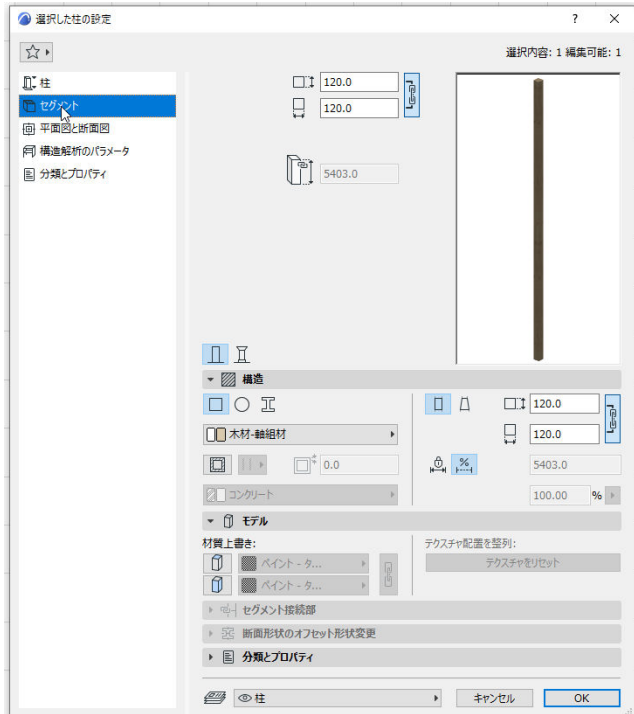 選択した柱の設定
選択内容: 1 編集可能: 1
柱
セグメント
平面図と断面図
構造解析のパラメータ
分類とプロパティ
120.0
120.0
5403.0
構造
木材-軸組材
0.0
コンクリート
120.0
120.0
%
5403.0
100.00 %
モデル
材質上書き:
ペイント - タ...
ペイント - タ...
テクスチャ配置を整列:
テクスチャをリセット
セグメント接続部
断面形状のオフセット形状変更
分類とプロパティ
柱
キャンセル
OK